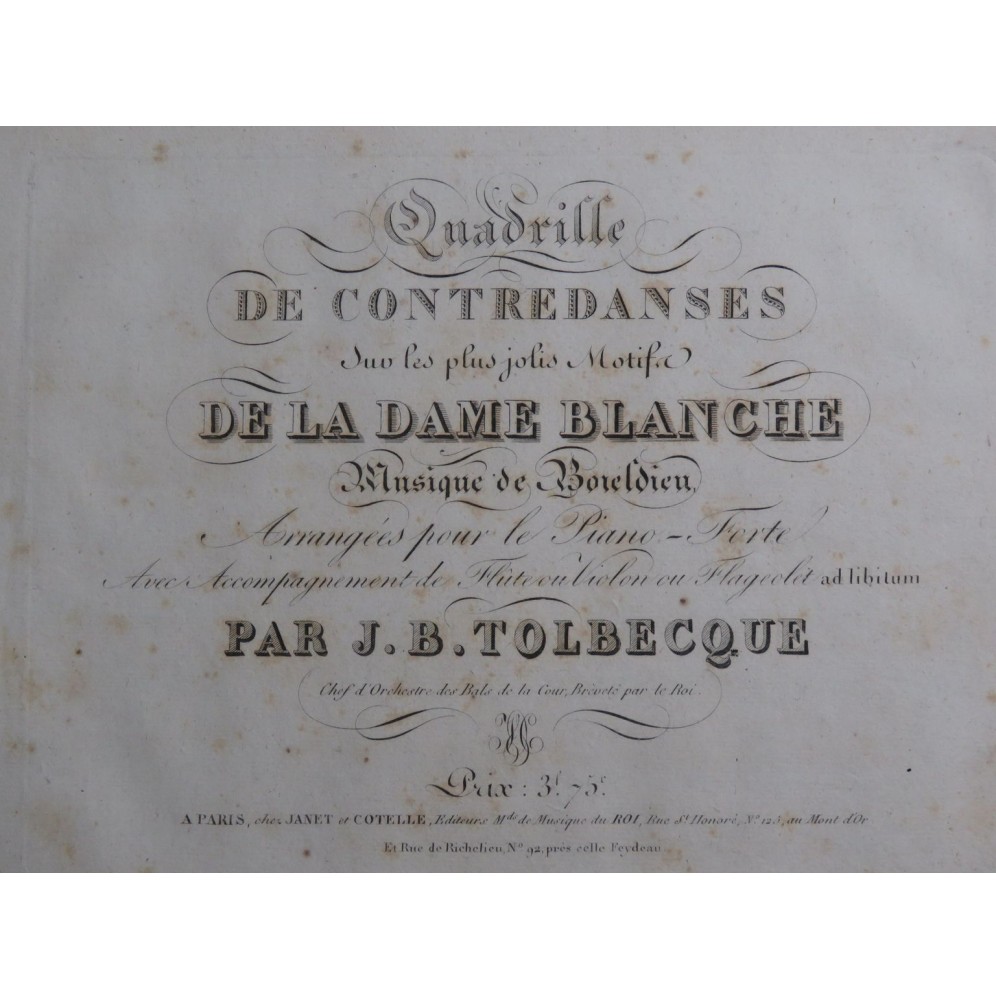 Quadrille
DE CONTREDANSES
Sur les plus jolis Motifs
DE LA DAME BLANCHE
Musique de Boieldieu,
Arrangées pour le Piano-Forte
Avec Accompagnement de Flûte ou Violon ou Flageolet ad libitum
PAR J. B. TOLBECQUE
Chef d'Orchestre des Bals de la Cour, Breveté par le Roi.
Prix: 3f. 75c.
A PARIS, chez JANET et COTELLE, Editeurs Mds de Musique du ROI, Rue St Honoré, No 123, au Mont d'Or
Et Rue de Richelieu, No 92, près celle Feydeau